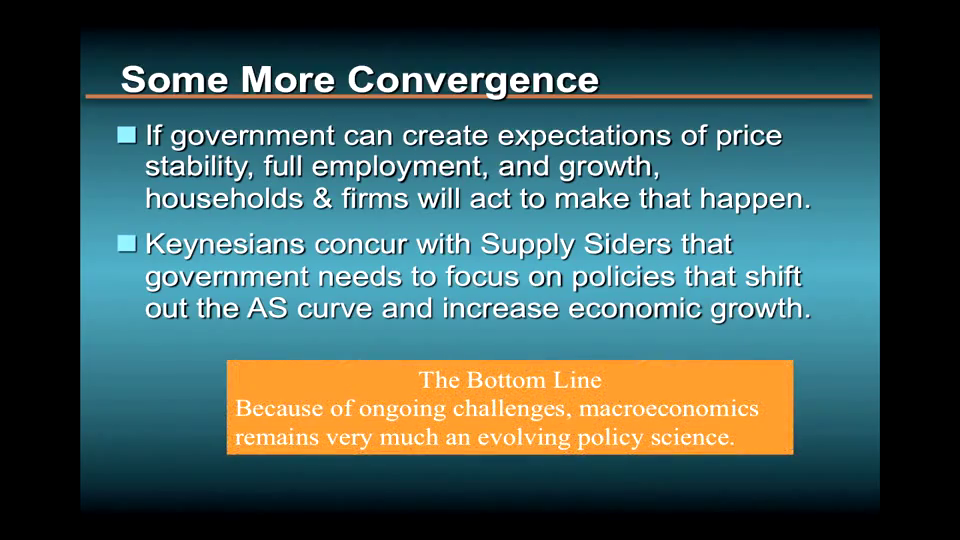 Some More Convergence
If government can create expectations of price
stability, full employment, and growth,
households & firms will act to make that happen.
Keynesians concur with Supply Siders that
government needs to focus on policies that shift
out the AS curve and increase economic growth.
The Bottom Line
Because of ongoing challenges, macroeconomics
remains very much an evolving policy science.